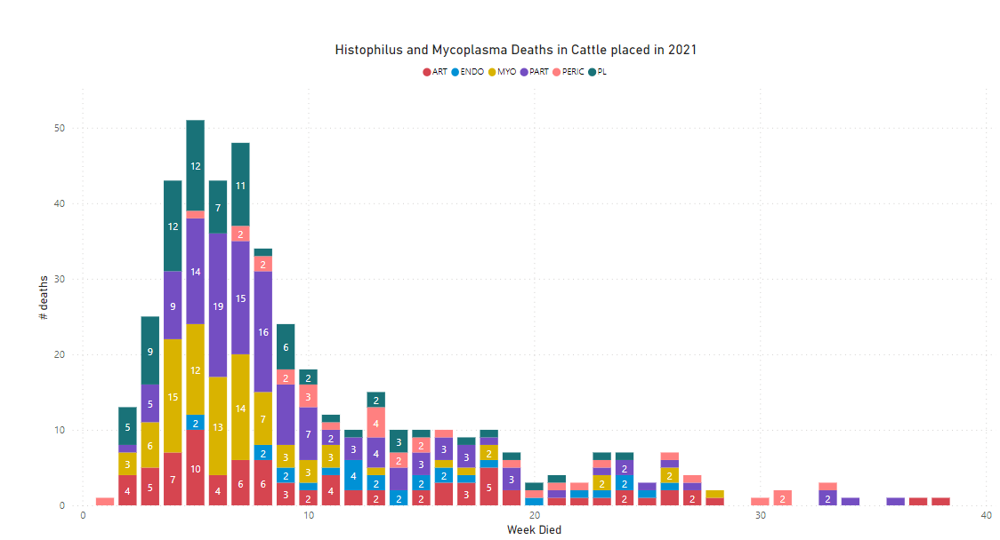 Histophilus and Mycoplasma Deaths in Cattle placed in 2021
ART ENDO MYO PART PERIC PL
50
40
30
20
10
0
# deaths
4 3 5
5 6 5 9
7 15 9 12
10 2 12 14 12
4 13 19 7
6 14 15 2 11
6 2 7 16 2
3 2 3 2 6
2 3 7 3 2
4 3 2
4 3
2 2 4 4 2
2 2 3
2 2 3 2
2 3
3 3
5 2
3
2
2 2
2
2
2
2
0 10 20 30 40
Week Died